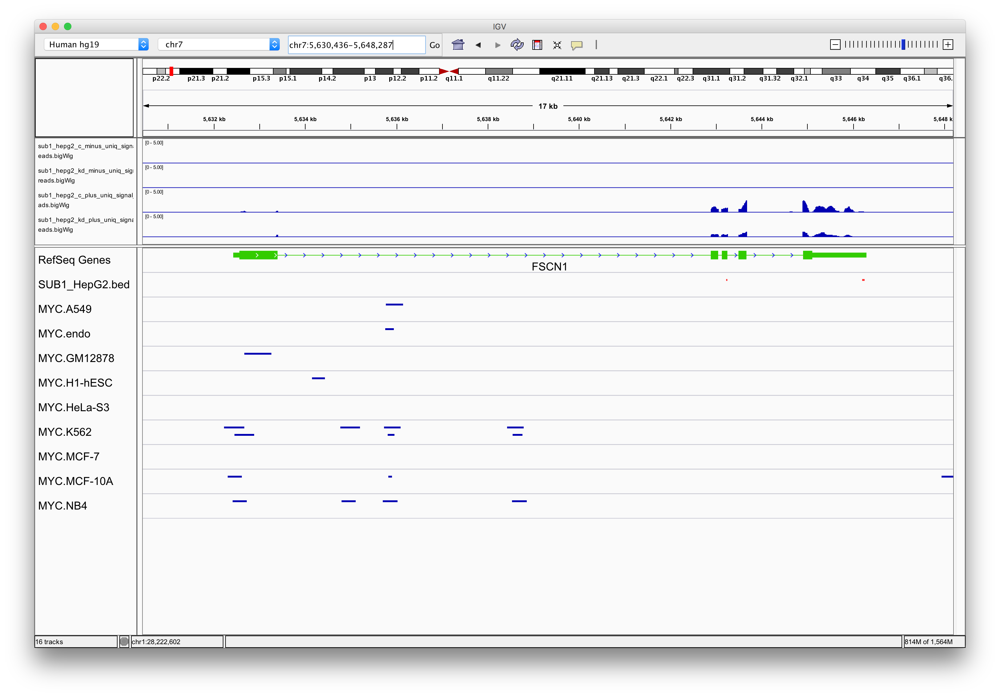 IGV
Human hg19 chr7 chr7:5,630,436-5,648,287 Go
p22.2 p21.3 p21.2 p15.3 p15.1 p14.2 p13 p12.2 p11.2 q11.1 q11.22 q21.11 q21.13 q21.3 q22.1 q22.3 q31.1 q31.2 q31.32 q32.1 q33 q34 q35 q36.1 q36.
17 kb
5,632 kb 5,634 kb 5,636 kb 5,638 kb 5,640 kb 5,642 kb 5,644 kb 5,646 kb 5,648 k
sub1_hepg2_c_minus_uniq_sign
eads.bigWig
[0 - 5.00]
sub1_hepg2_kd_minus_uniq_sig
reads.bigWig
[0 - 5.00]
sub1_hepg2_c_plus_uniq_signal_
ads.bigWig
[0 - 5.00]
sub1_hepg2_kd_plus_uniq_signa
eads.bigWig
[0 - 5.00]
RefSeq Genes
FSCN1
SUB1_HepG2.bed
MYC.A549
MYC.endo
MYC.GM12878
MYC.H1-hESC
MYC.HeLa-S3
MYC.K562
MYC.MCF-7
MYC.MCF-10A
MYC.NB4
16 tracks chr1:28,222,602 814M of 1,564M